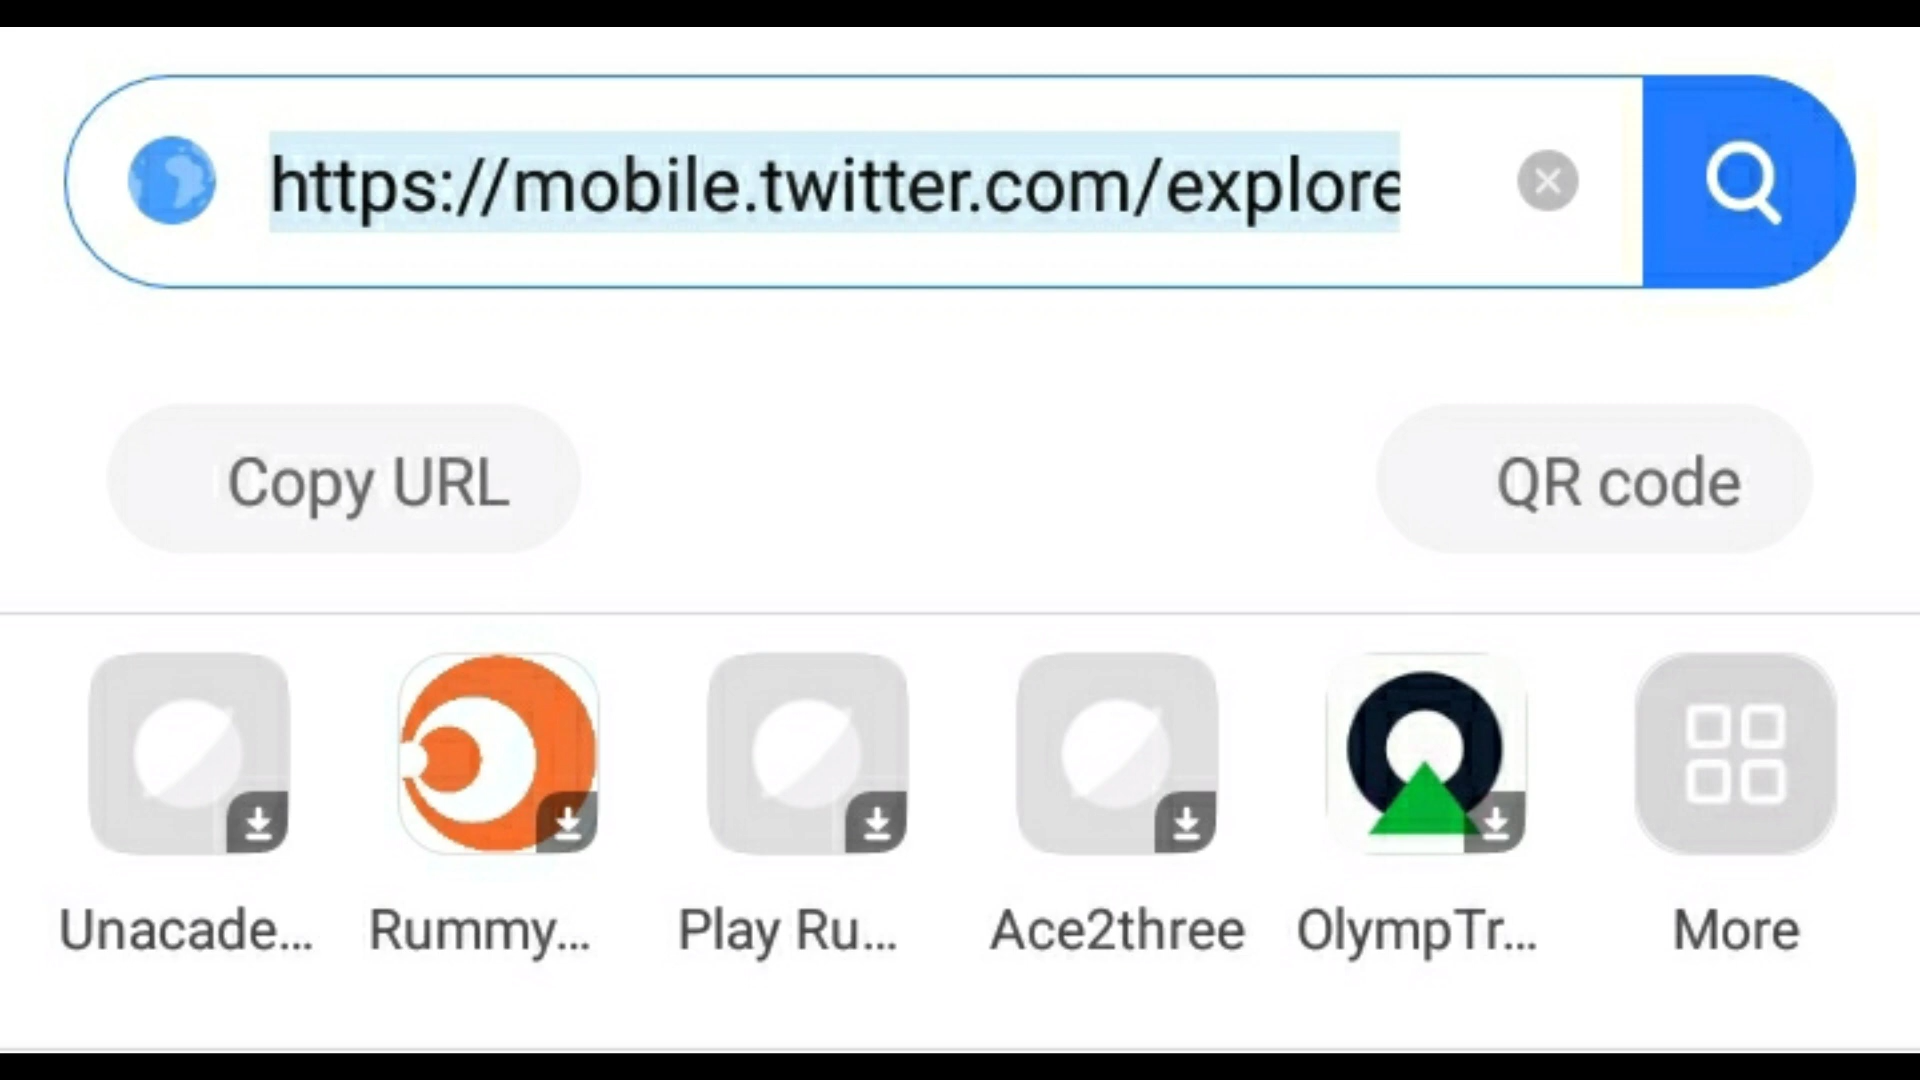 https://mobile.twitter.com/explore
Copy URL
QR code
Unacade...
Rummy...
Play Ru...
Ace2three
OlympTr...
More